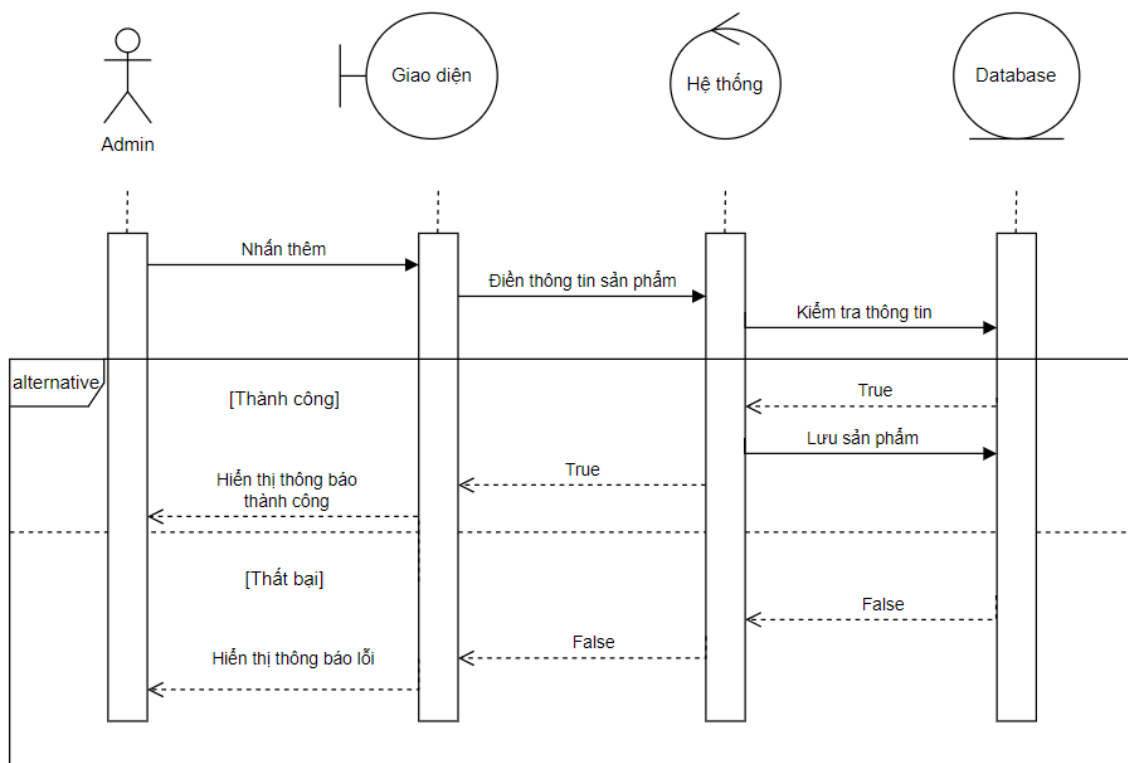 Admin
Giao diện
Hệ thống
Database
Nhấn thêm
Điền thông tin sản phẩm
Kiểm tra thông tin
alternative
[Thành công]
True
Lưu sản phẩm
True
Hiển thị thông báo
thành công
[Thất bại]
False
False
Hiển thị thông báo lỗi